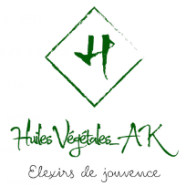 H
Huiles Végétales_AK
Elexirs de jouvence